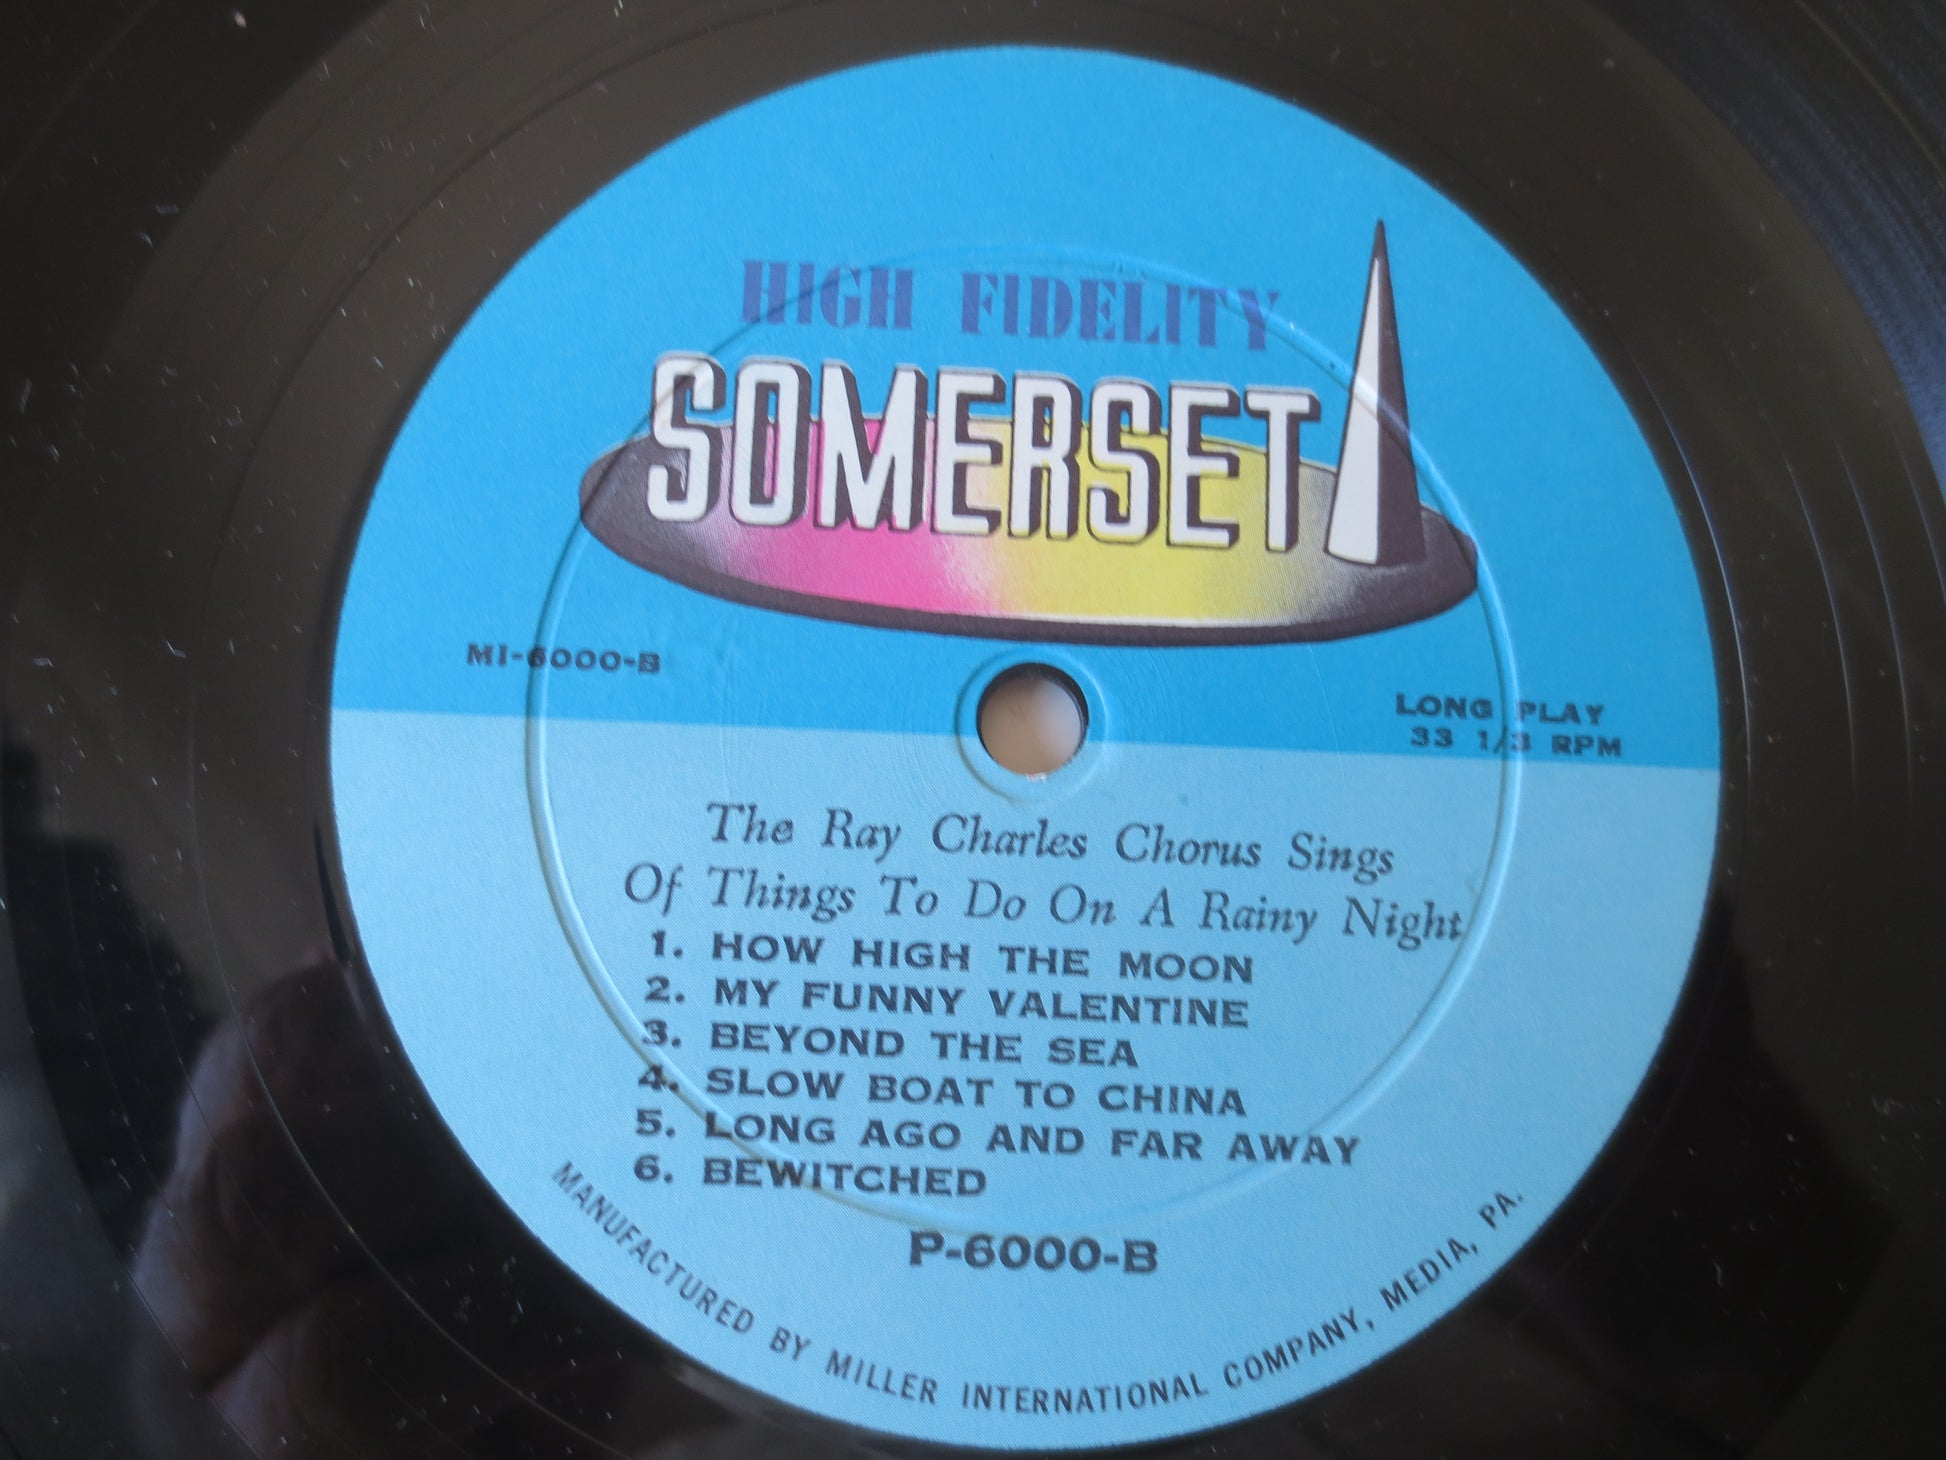 HIGH FIDELITY
SOMERSET
MI-6000-B
LONG PLAY
33 1/3 RPM
The Ray Charles Chorus Sings
Of Things To Do On A Rainy Night
1. HOW HIGH THE MOON
2. MY FUNNY VALENTINE
3. BEYOND THE SEA
4. SLOW BOAT TO CHINA
5. LONG AGO AND FAR AWAY
6. BEWITCHED
P-6000-B
MANUFACTURED BY MILLER INTERNATIONAL COMPANY, MEDIA, PA.